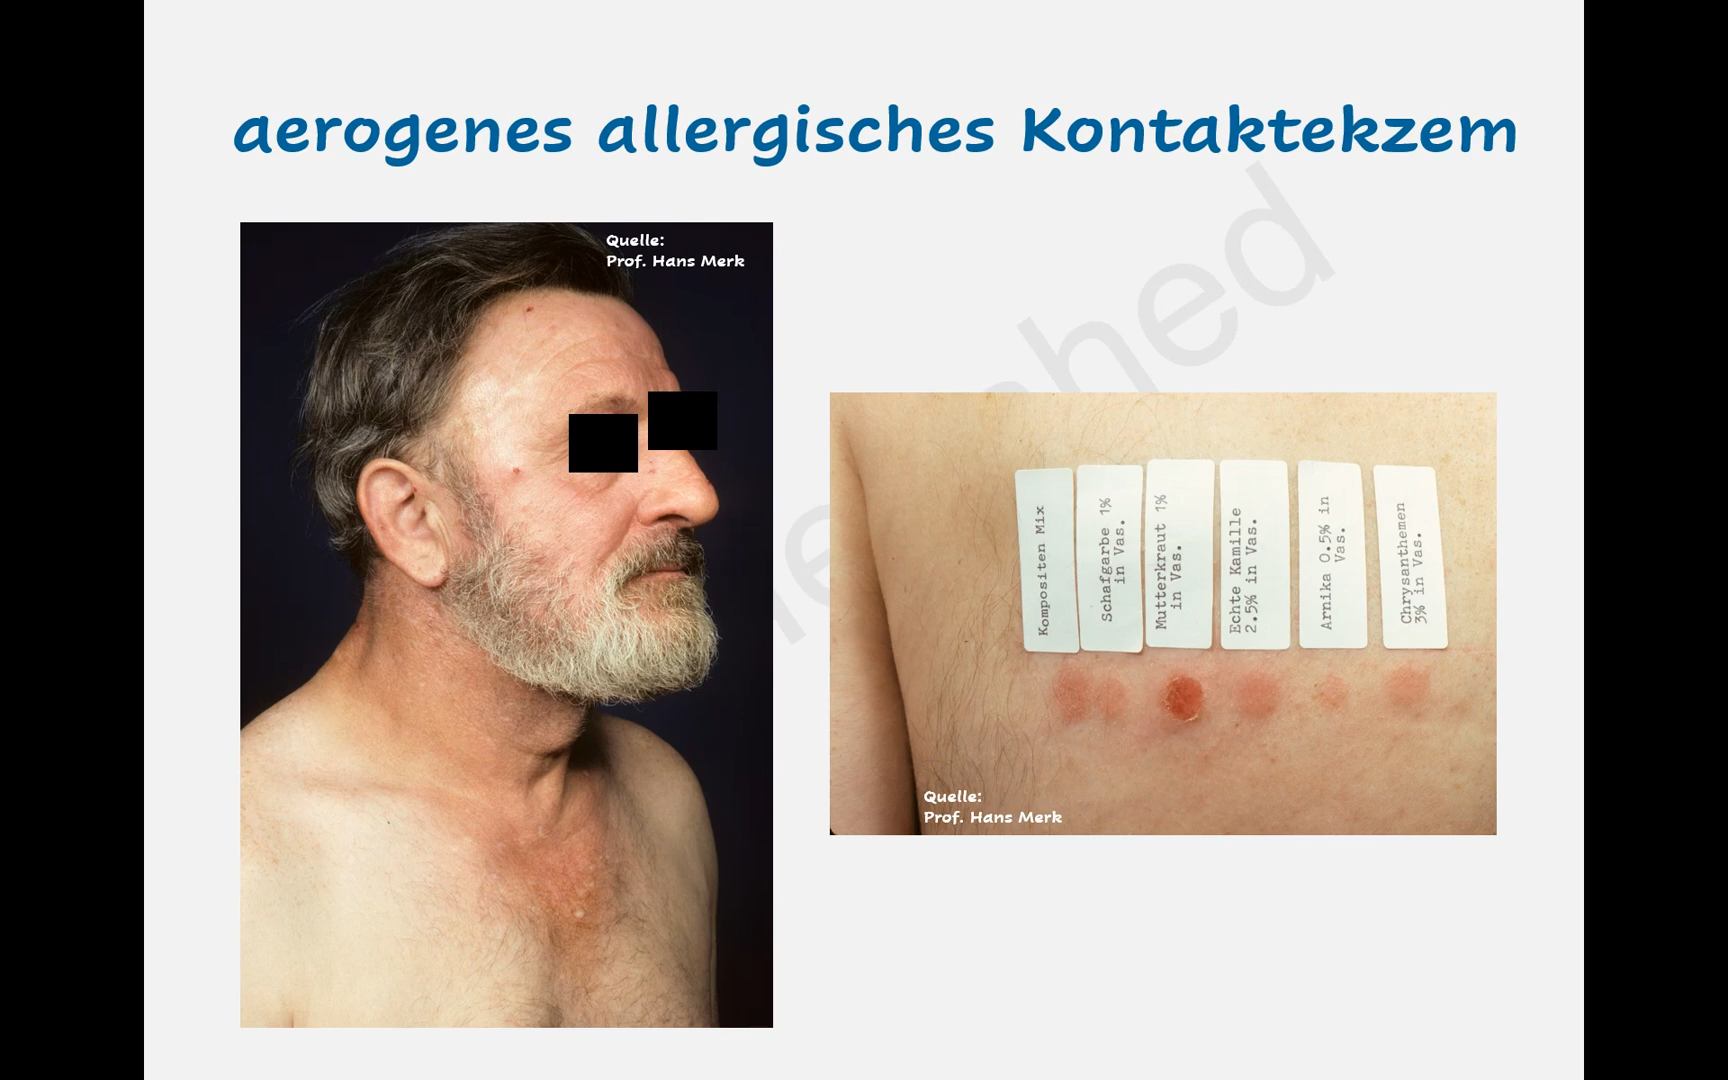 aerogenes allergisches Kontaktekzem
Quelle:
Prof. Hans Merk
Kompositen Mix
Schafgarbe 1%
in Vas.
Mutterkraut 1%
in Vas.
Echte Kamille
2.5% in Vas.
Arnika 0.5% in
Vas.
Chrysanthemen
3% in Vas.
Quelle:
Prof. Hans Merk